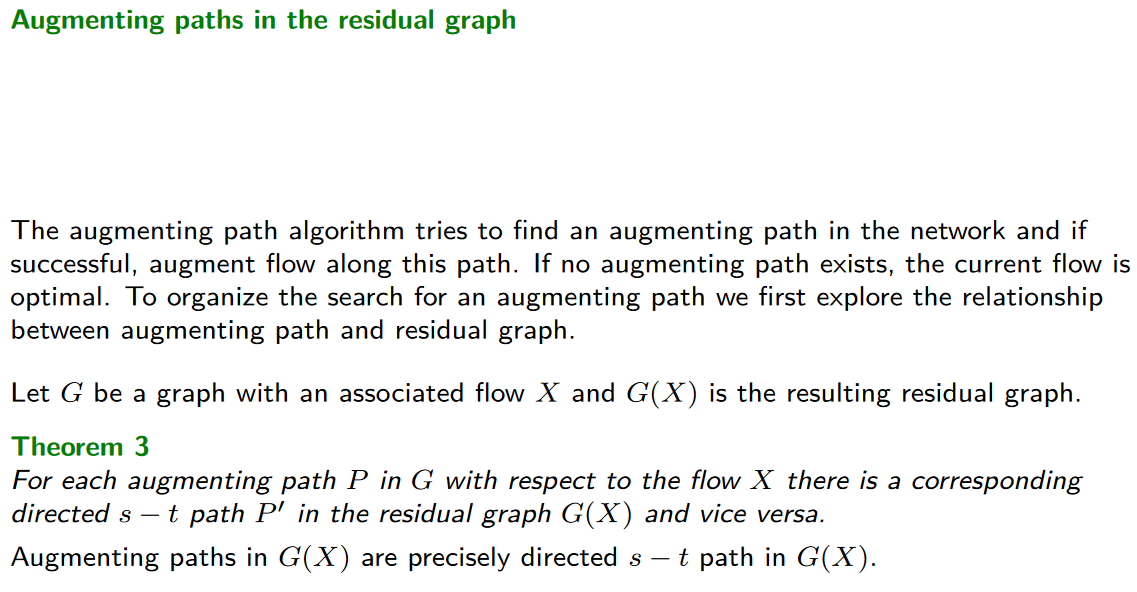 Augmenting paths in the residual graph
The augmenting path algorithm tries to find an augmenting path in the network and if
successful, augment flow along this path. If no augmenting path exists, the current flow is
optimal. To organize the search for an augmenting path we first explore the relationship
between augmenting path and residual graph.
Let G be a graph with an associated flow X and G(X) is the resulting residual graph.
Theorem 3
For each augmenting path P in G with respect to the flow X there is a corresponding
directed s − t path P′ in the residual graph G(X) and vice versa.
Augmenting paths in G(X) are precisely directed s − t path in G(X).